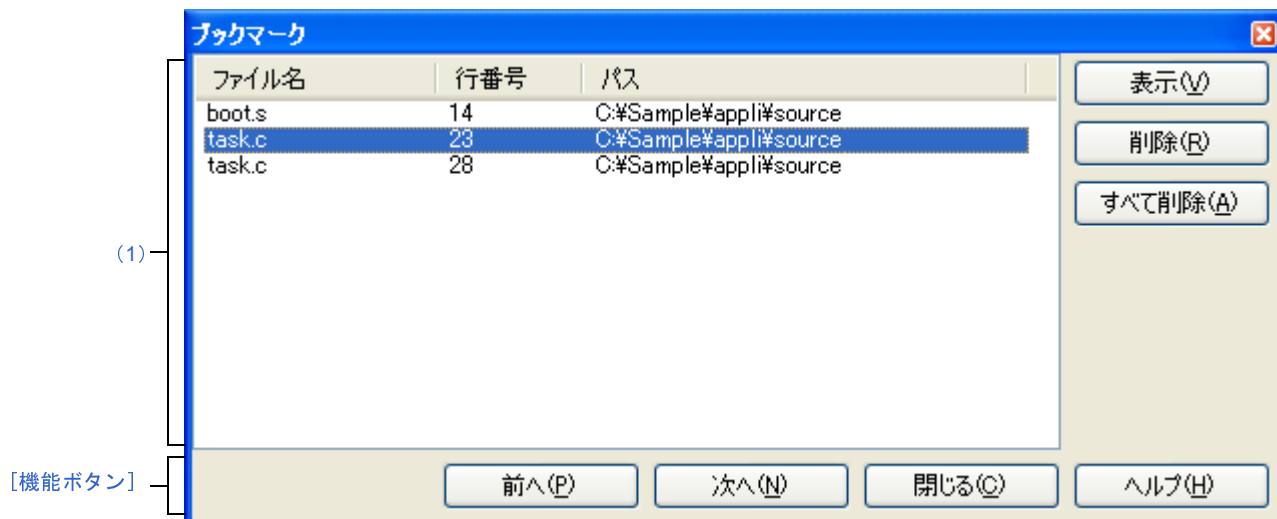 ブックマーク
ファイル名 行番号 パス
boot.s 14 C:¥Sample¥appli¥source
task.c 23 C:¥Sample¥appli¥source
task.c 28 C:¥Sample¥appli¥source
表示(V)
削除(R)
すべて削除(A)
(1)
[機能ボタン]
前へ(P) 次へ(N) 閉じる(C) ヘルプ(H)